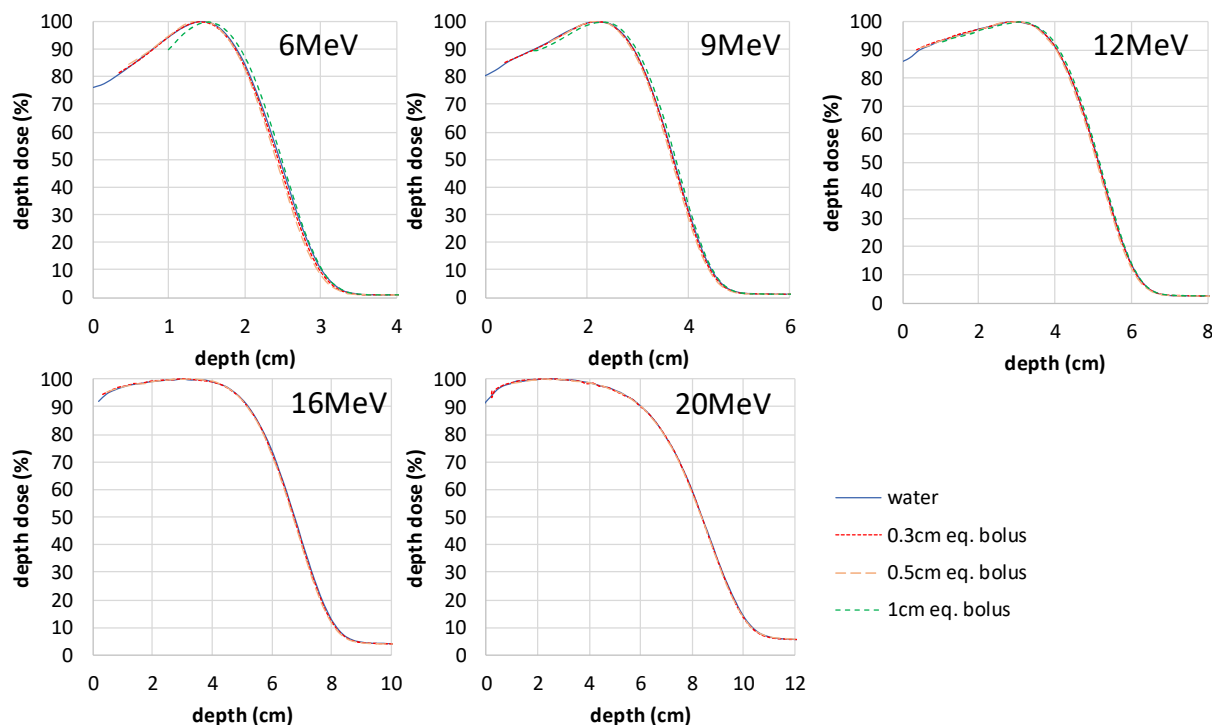 6MeV
depth dose (%)
100
90
80
70
60
50
40
30
20
10
0
0 1 2 3 4
depth (cm)
9MeV
depth dose (%)
100
90
80
70
60
50
40
30
20
10
0
0 2 4 6
depth (cm)
12MeV
depth dose (%)
100
90
80
70
60
50
40
30
20
10
0
0 2 4 6 8
depth (cm)
16MeV
depth dose (%)
100
90
80
70
60
50
40
30
20
10
0
0 2 4 6 8 10
depth (cm)
20MeV
depth dose (%)
100
90
80
70
60
50
40
30
20
10
0
0 2 4 6 8 10 12
depth (cm)
water
0.3cm eq. bolus
0.5cm eq. bolus
1cm eq. bolus